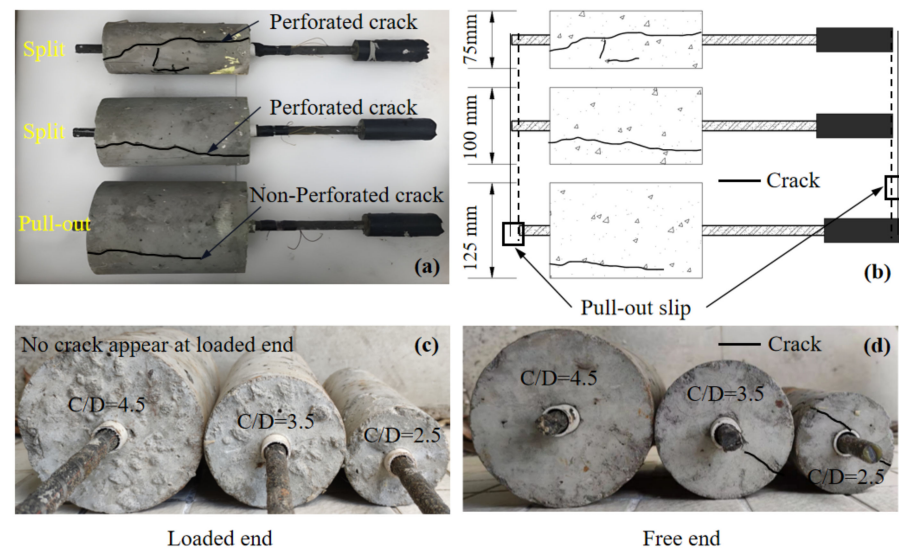 Perforated crack
Split
Perforated crack
Split
Non-Perforated crack
Pull-out
(a)
75mm
100 mm
125 mm
Crack
(b)
Pull-out slip
No crack appear at loaded end
(c)
C/D=4.5
C/D=3.5
C/D=2.5
Loaded end
Crack
(d)
C/D=4.5
C/D=3.5
C/D=2.5
Free end